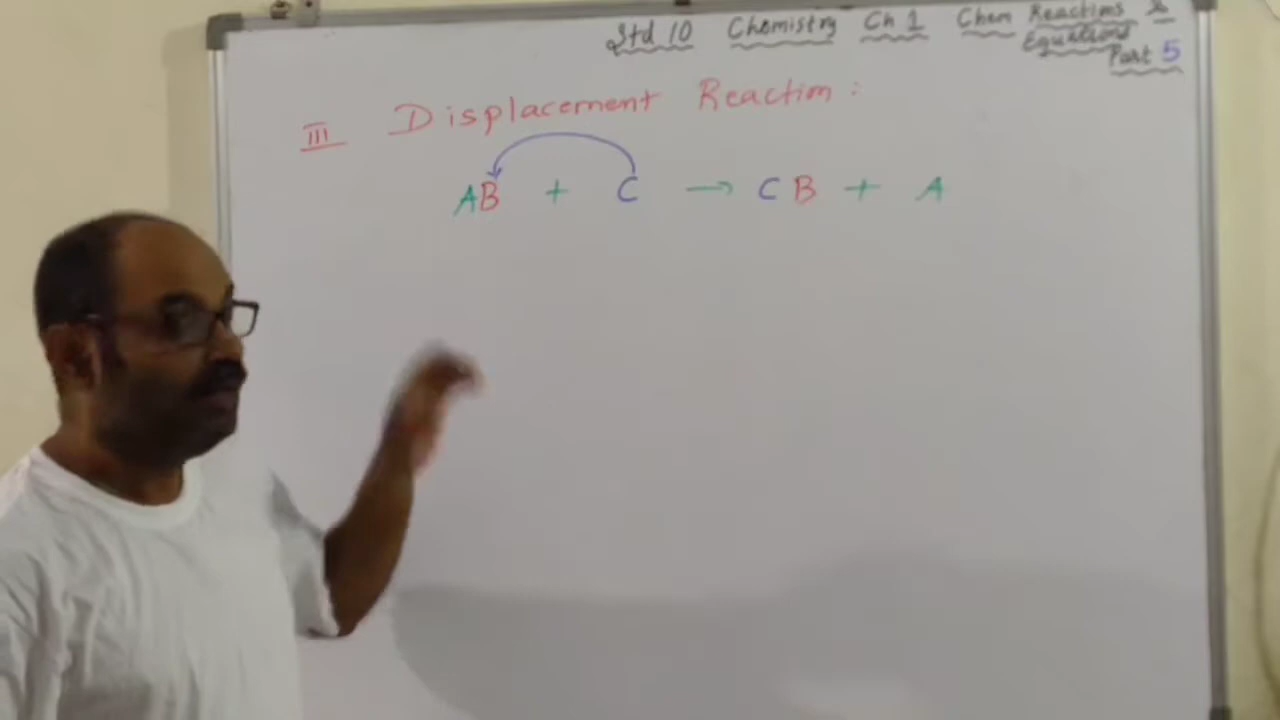 Std 10 Chemistry Ch 1 Chem Reactions &
Equations
Part 5
III Displacement Reaction :
AB + C → CB + A